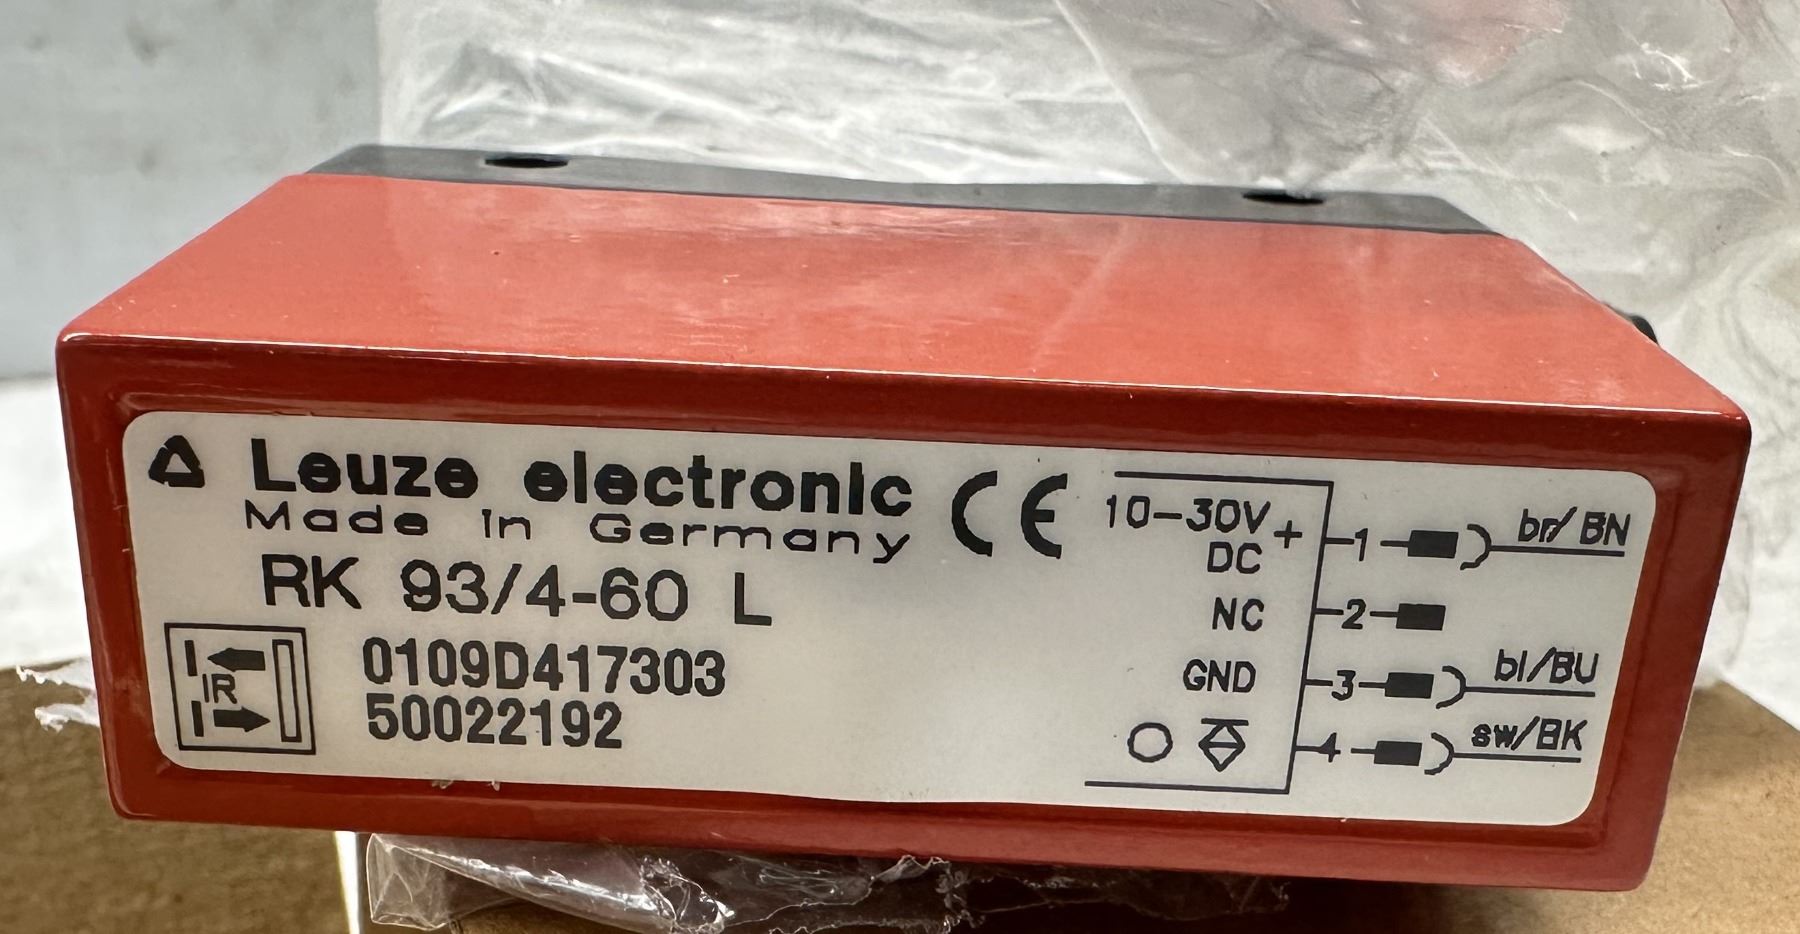 Leuze electronic
Made in Germany
CE
RK 93/4-60 L
IR
0109D417303
50022192
10-30V + 1 br/BN
DC
NC 2
GND 3 bl/BU
4 sw/BK